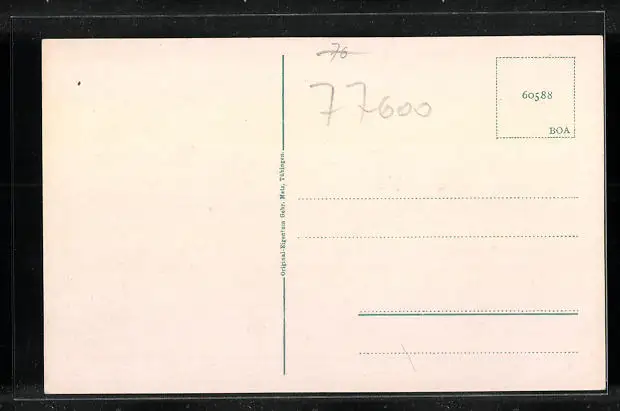 76
77600
60588
BOA
Original-Eigentum Gebr. Metz, Tübingen.